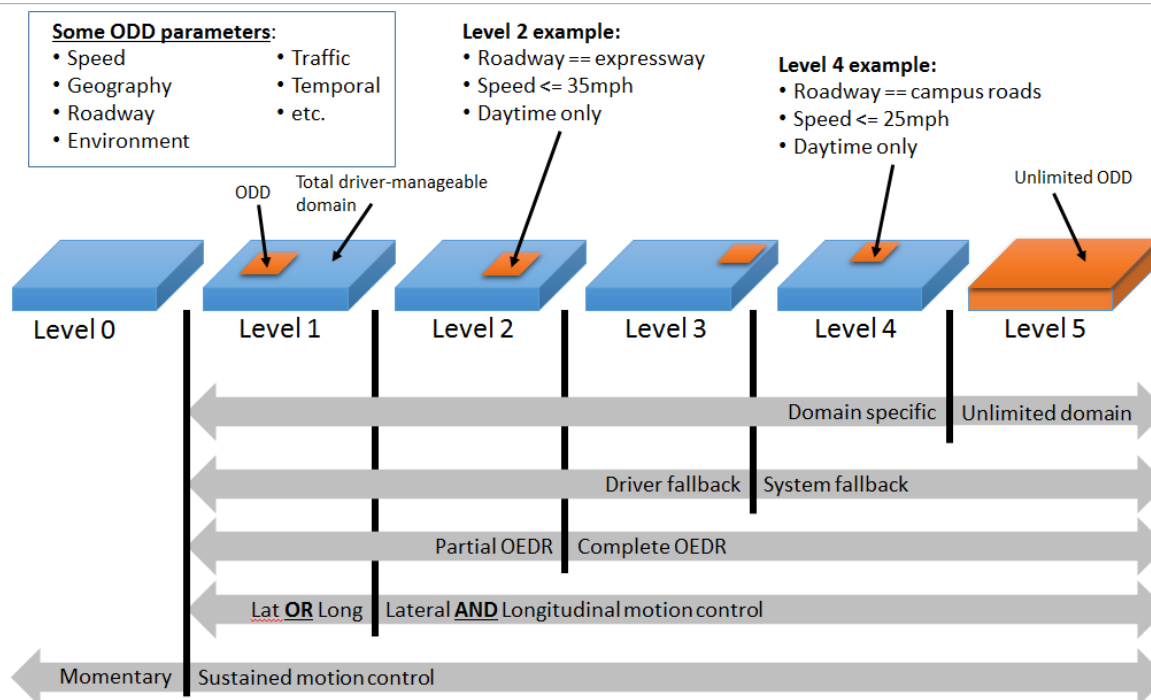 Some ODD parameters:
• Speed
• Geography
• Roadway
• Environment
• Traffic
• Temporal
• etc.
Level 2 example:
• Roadway == expressway
• Speed <= 35mph
• Daytime only
Level 4 example:
• Roadway == campus roads
• Speed <= 25mph
• Daytime only
ODD
Total driver-manageable
domain
Unlimited ODD
Level 0
Level 1
Level 2
Level 3
Level 4
Level 5
Domain specific
Unlimited domain
Driver fallback
System fallback
Partial OEDR
Complete OEDR
Lat OR Long
Lateral AND Longitudinal motion control
Momentary
Sustained motion control